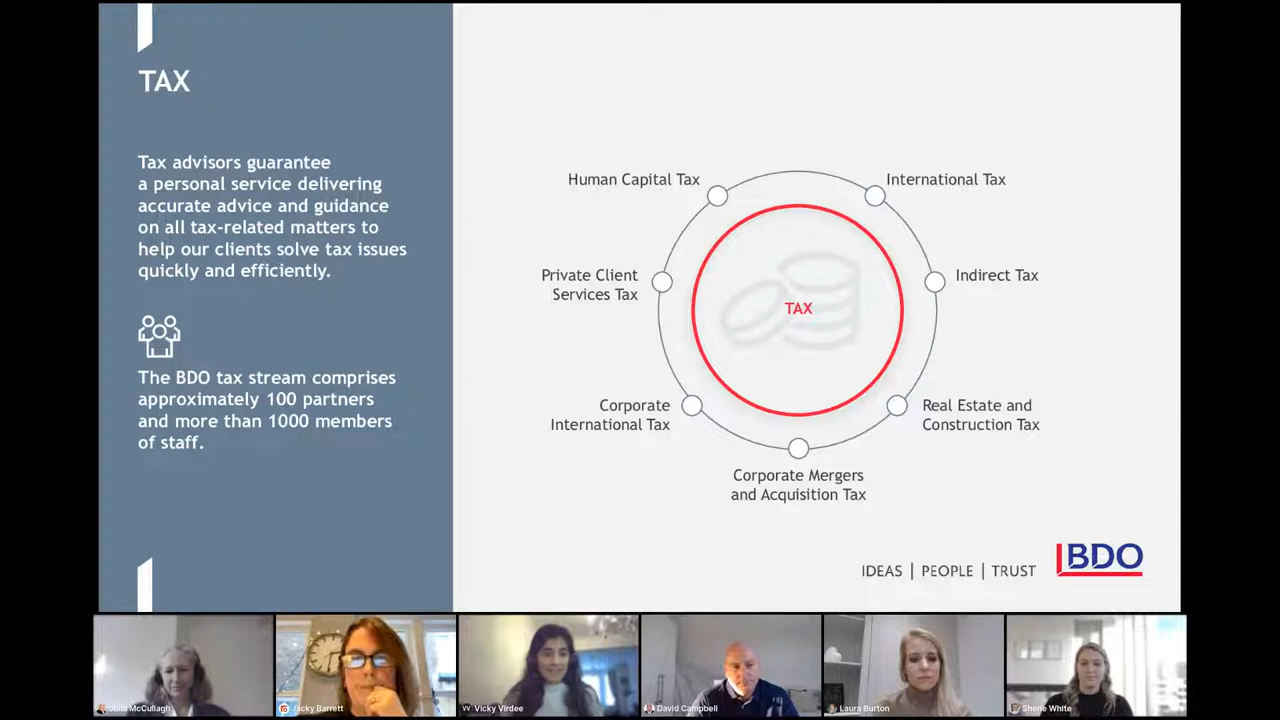 TAX
Tax advisors guarantee
a personal service delivering
accurate advice and guidance
on all tax-related matters to
help our clients solve tax issues
quickly and efficiently.
The BDO tax stream comprises
approximately 100 partners
and more than 1000 members
of staff.
Human Capital Tax
International Tax
Private Client
Services Tax
Indirect Tax
TAX
Corporate
International Tax
Real Estate and
Construction Tax
Corporate Mergers
and Acquisition Tax
IDEAS | PEOPLE | TRUST
BDO
McCullagh
Jacky Barrett
VV Vicky Virdee
David Campbell
Laura Burton
White